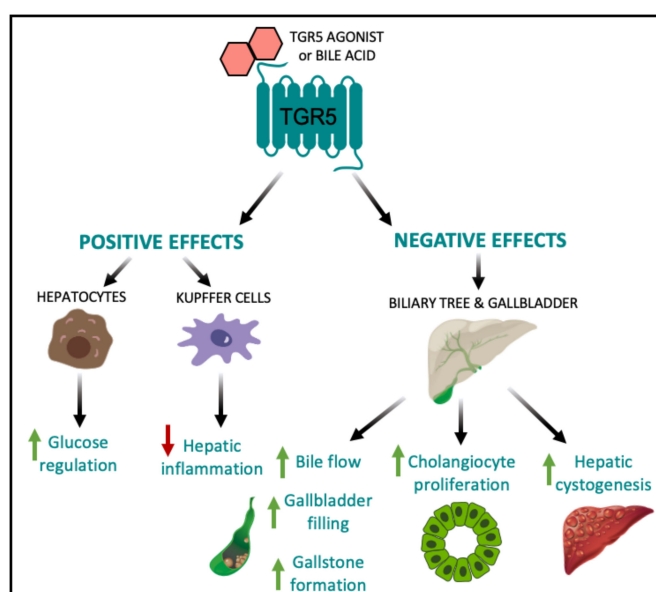 TGR5 AGONIST
or BILE ACID
TGR5
POSITIVE EFFECTS
NEGATIVE EFFECTS
HEPATOCYTES
KUPFFER CELLS
BILIARY TREE & GALLBLADDER
Glucose
regulation
Hepatic
inflammation
Bile flow
Gallbladder
filling
Gallstone
formation
Cholangiocyte
proliferation
Hepatic
cystogenesis